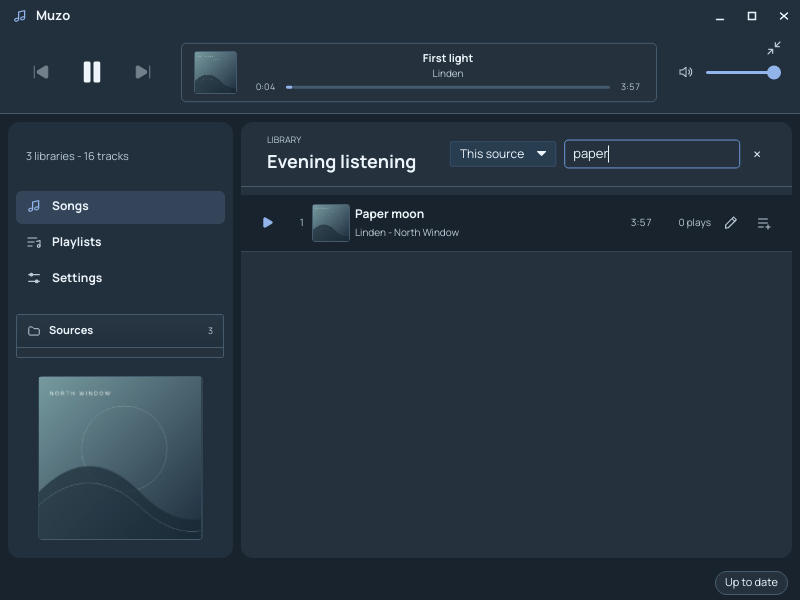 Muzo
First light
Linden
0:04
3:57
3 libraries - 16 tracks
Songs
Playlists
Settings
Sources
3
NORTH WINDOW
LIBRARY
Evening listening
This source
paper
1
Paper moon
Linden - North Window
3:57
0 plays
Up to date